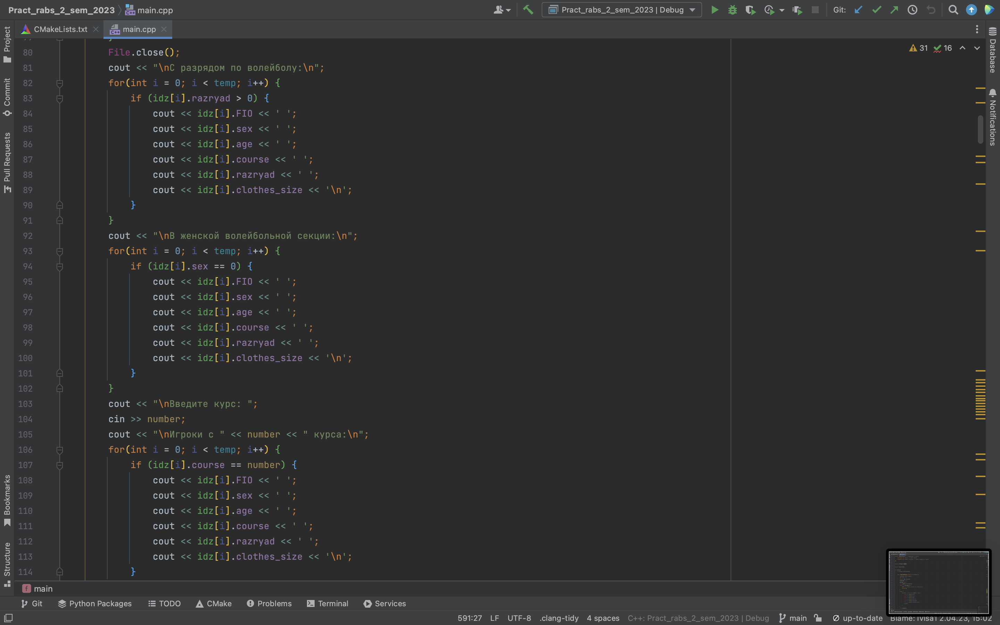 Pract_rabs_2_sem_2023 main.cpp Pract_rabs_2_sem_2023 | Debug Git:
CMakeLists.txt main.cpp
Project
Commit
Pull Requests
Bookmarks
Structure
Database
Notifications
31 16
80 File.close();
81 cout << "\nС разрядом по волейболу:\n";
82 for(int i = 0; i < temp; i++) {
83 if (idz[i].razryad > 0) {
84 cout << idz[i].FIO << ' ';
85 cout << idz[i].sex << ' ';
86 cout << idz[i].age << ' ';
87 cout << idz[i].course << ' ';
88 cout << idz[i].razryad << ' ';
89 cout << idz[i].clothes_size << '\n';
90 }
91 }
92 cout << "\nВ женской волейбольной секции:\n";
93 for(int i = 0; i < temp; i++) {
94 if (idz[i].sex == 0) {
95 cout << idz[i].FIO << ' ';
96 cout << idz[i].sex << ' ';
97 cout << idz[i].age << ' ';
98 cout << idz[i].course << ' ';
99 cout << idz[i].razryad << ' ';
100 cout << idz[i].clothes_size << '\n';
101 }
102 }
103 cout << "\nВведите курс: ";
104 cin >> number;
105 cout << "\nИгроки с " << number << " курса:\n";
106 for(int i = 0; i < temp; i++) {
107 if (idz[i].course == number) {
108 cout << idz[i].FIO << ' ';
109 cout << idz[i].sex << ' ';
110 cout << idz[i].age << ' ';
111 cout << idz[i].course << ' ';
112 cout << idz[i].razryad << ' ';
113 cout << idz[i].clothes_size << '\n';
114 }
f main
Git Python Packages TODO CMake Problems Terminal Services
591:27 LF UTF-8 .clang-tidy 4 spaces C++: Pract_rabs_2_sem_2023 | Debug main up-to-date Blame: 2.04.23, 15:02